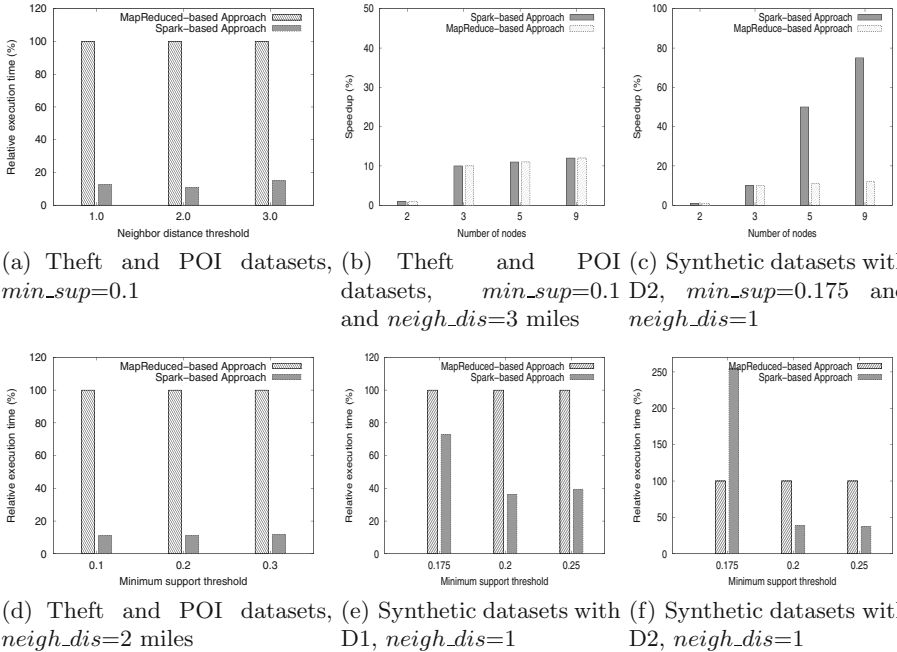 MapReduced-based Approach
Spark-based Approach
Relative execution time (%)
120
100
80
60
40
20
0
1.0 2.0 3.0
Neighbor distance threshold
(a) Theft and POI datasets,
min_sup=0.1
Spark-based Approach
MapReduce-based Approach
Speedup (%)
50
40
30
20
10
0
2 3 5 9
Number of nodes
(b) Theft and POI
datasets, min_sup=0.1
and neigh_dis=3 miles
Spark-based Approach
MapReduce-based Approach
Speedup (%)
100
80
60
40
20
0
2 3 5 9
Number of nodes
(c) Synthetic datasets with
D2, min_sup=0.175 and
neigh_dis=1
MapReduced-based Approach
Spark-based Approach
Relative execution time (%)
120
100
80
60
40
20
0
0.1 0.2 0.3
Minimum support threshold
(d) Theft and POI datasets,
neigh_dis=2 miles
MapReduced-based Approach
Spark-based Approach
Relative execution time (%)
120
100
80
60
40
20
0
0.175 0.2 0.25
Minimum support threshold
(e) Synthetic datasets with
D1, neigh_dis=1
MapReduced-based Approach
Spark-based Approach
Relative execution time (%)
250
200
150
100
50
0
0.175 0.2 0.25
Minimum support threshold
(f) Synthetic datasets with
D2, neigh_dis=1